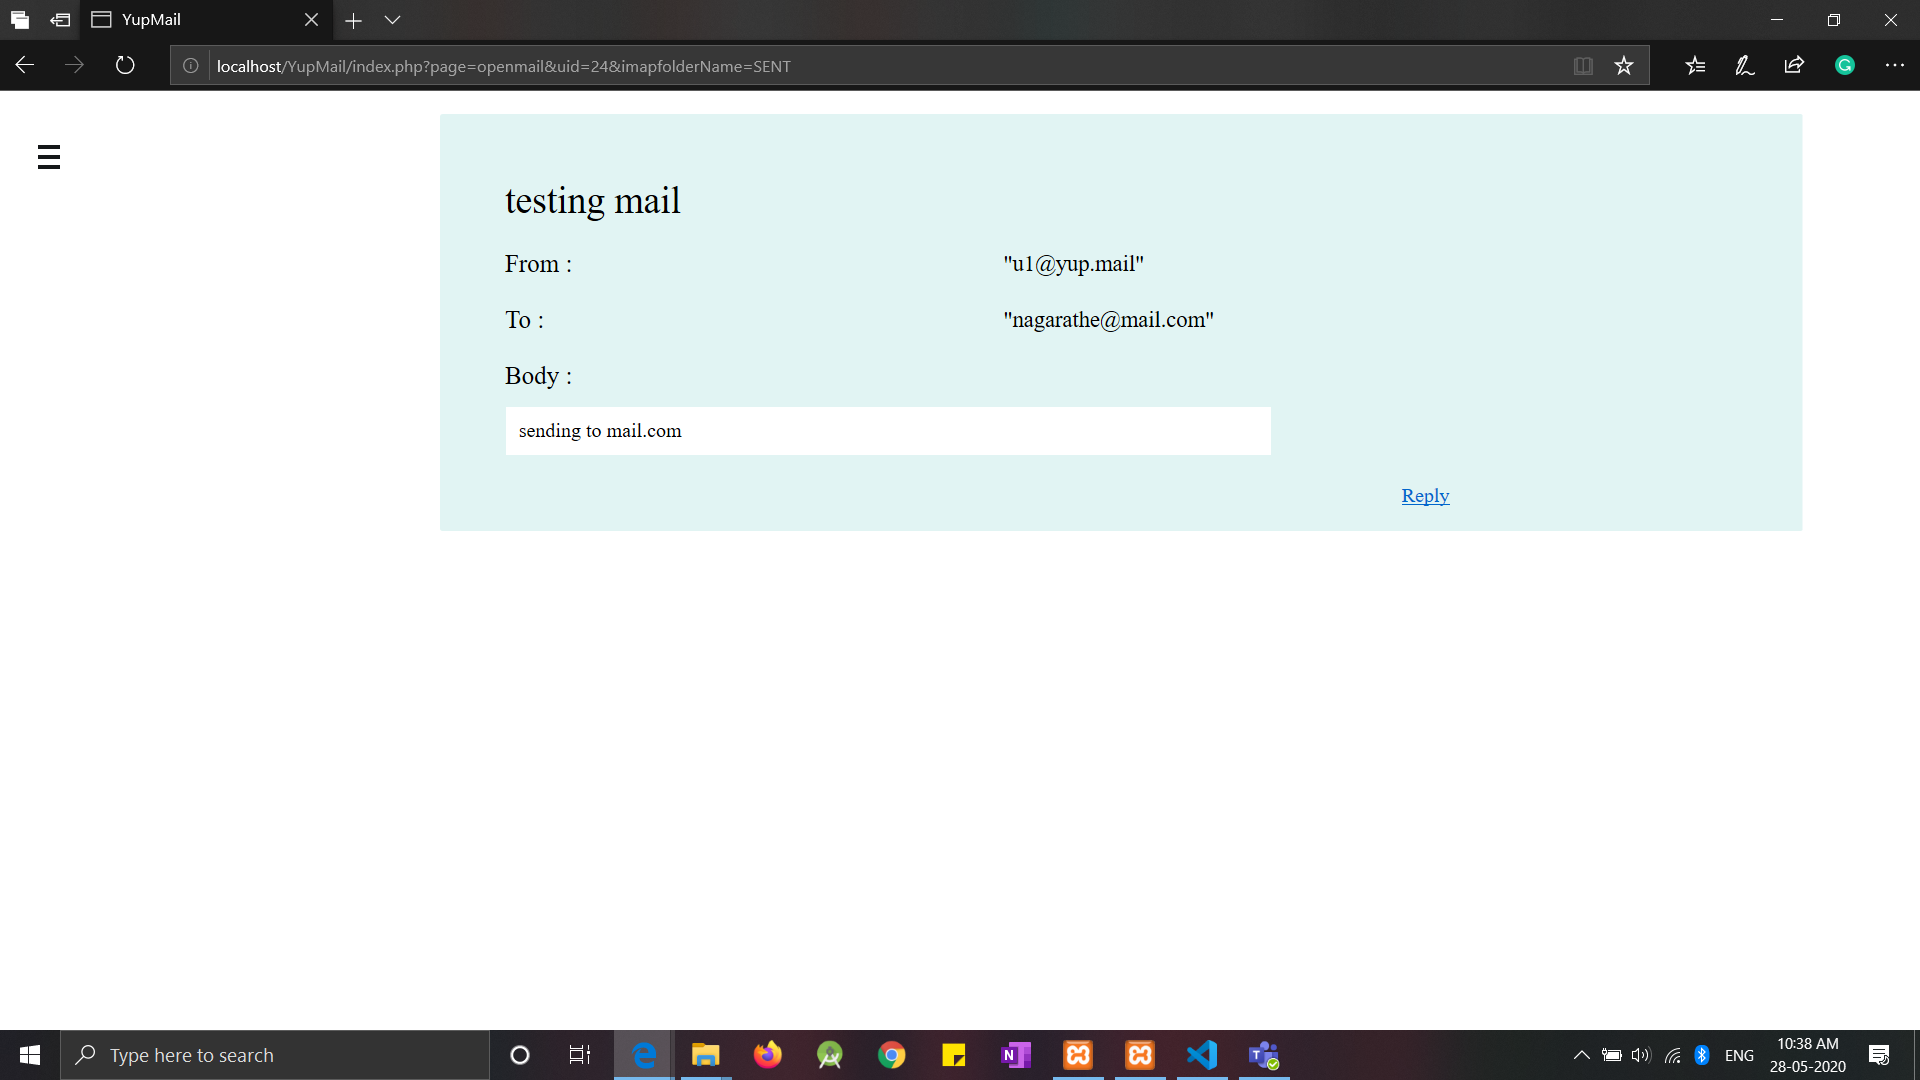 YupMail
localhost/YupMail/index.php?page=openmail&uid=24&imapfolderName=SENT
testing mail
From : "u1@yup.mail"
To : "nagarathe@mail.com"
Body :
sending to mail.com
Reply
Type here to search
ENG
10:38 AM
28-05-2020